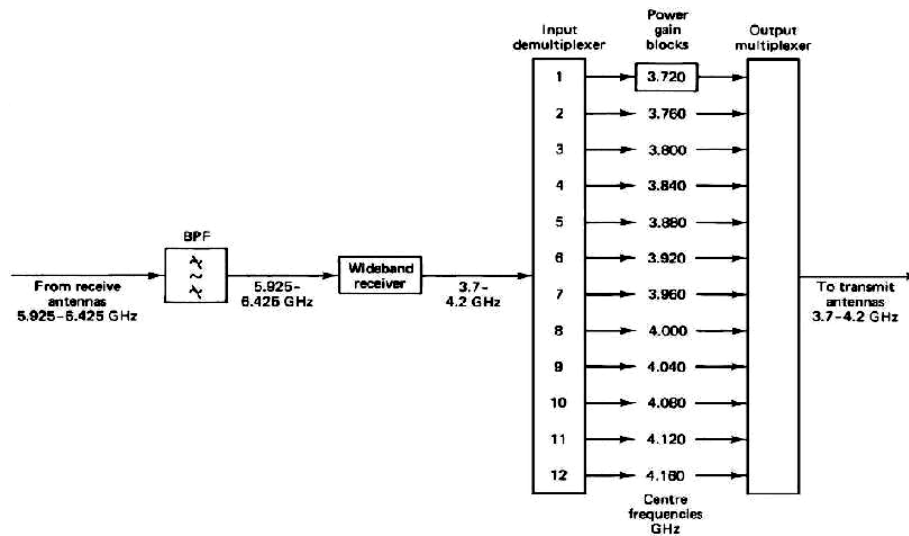 Input
demultiplexer
Power
gain
blocks
Output
multiplexer
1
3.720
2
3.760
3
3.800
4
3.840
5
3.880
6
3.920
7
3.960
8
4.000
9
4.040
10
4.080
11
4.120
12
4.160
BPF
From receive
antennas
5.925–6.425 GHz
5.925–
6.425 GHz
Wideband
receiver
3.7–
4.2 GHz
To transmit
antennas
3.7–4.2 GHz
Centre
frequencies
GHz